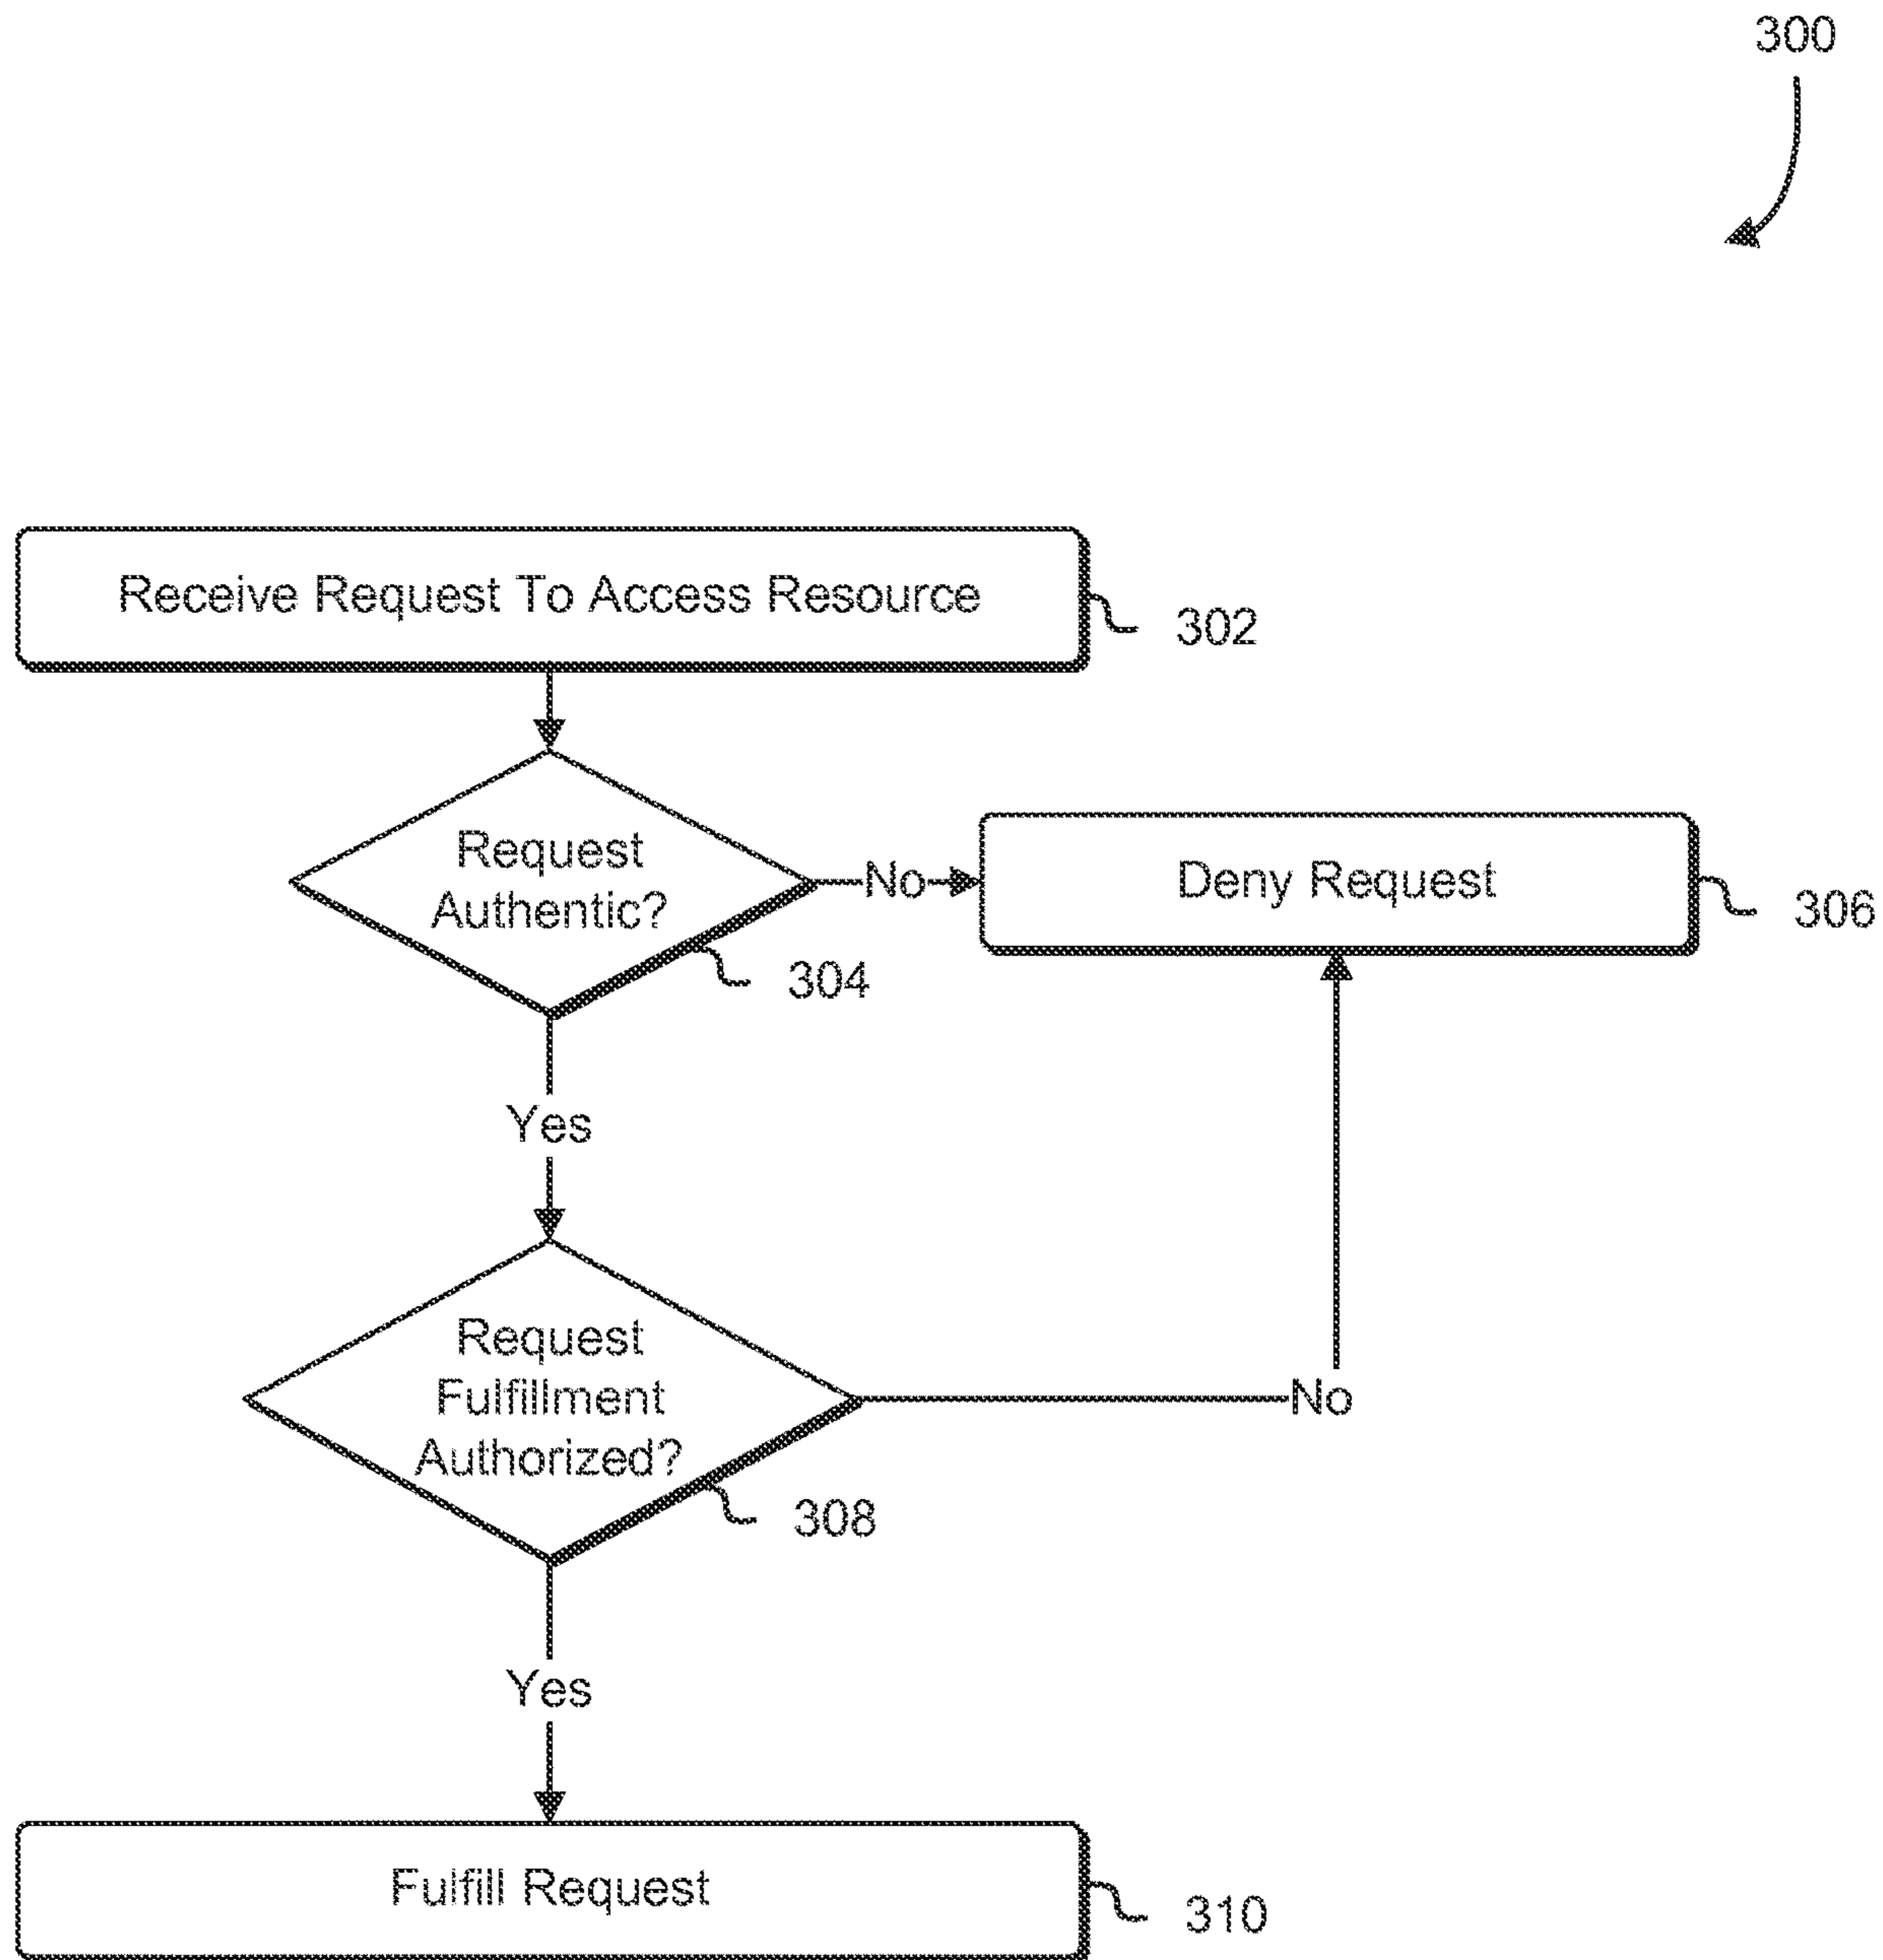 300
Receive Request To Access Resource
302
Request
Authentic?
No
Deny Request
306
304
Yes
Request
Fulfillment
Authorized?
No
308
Yes
Fulfill Request
310